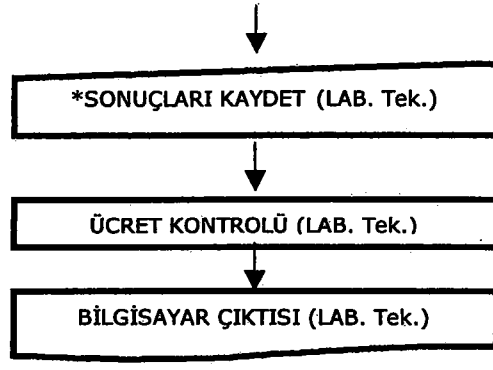 *SONUÇLARI KAYDET (LAB. Tek.)
ÜCRET KONTROLÜ (LAB. Tek.)
BİLGİSAYAR ÇIKTISI (LAB. Tek.)